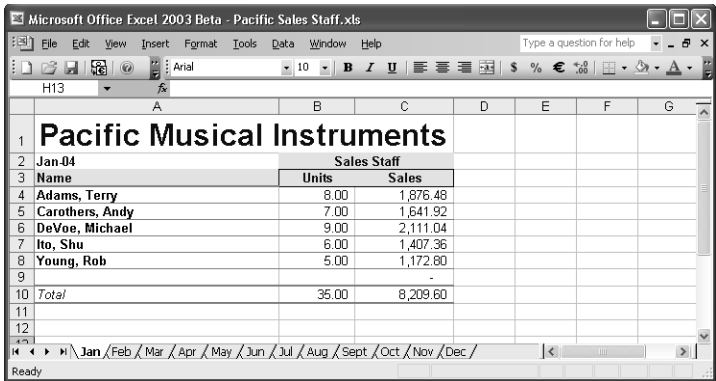 Microsoft Office Excel 2003 Beta - Pacific Sales Staff.xls
File Edit View Insert Format Tools Data Window Help Type a question for help
Arial 10 B I U $ % €
H13 fx
A B C D E F G
1 Pacific Musical Instruments
2 Jan-04 Sales Staff
3 Name Units Sales
4 Adams, Terry 8.00 1,876.48
5 Carothers, Andy 7.00 1,641.92
6 DeVoe, Michael 9.00 2,111.04
7 Ito, Shu 6.00 1,407.36
8 Young, Rob 5.00 1,172.80
9 -
10 Total 35.00 8,209.60
11
12
Jan Feb Mar Apr May Jun Jul Aug Sept Oct Nov Dec
Ready